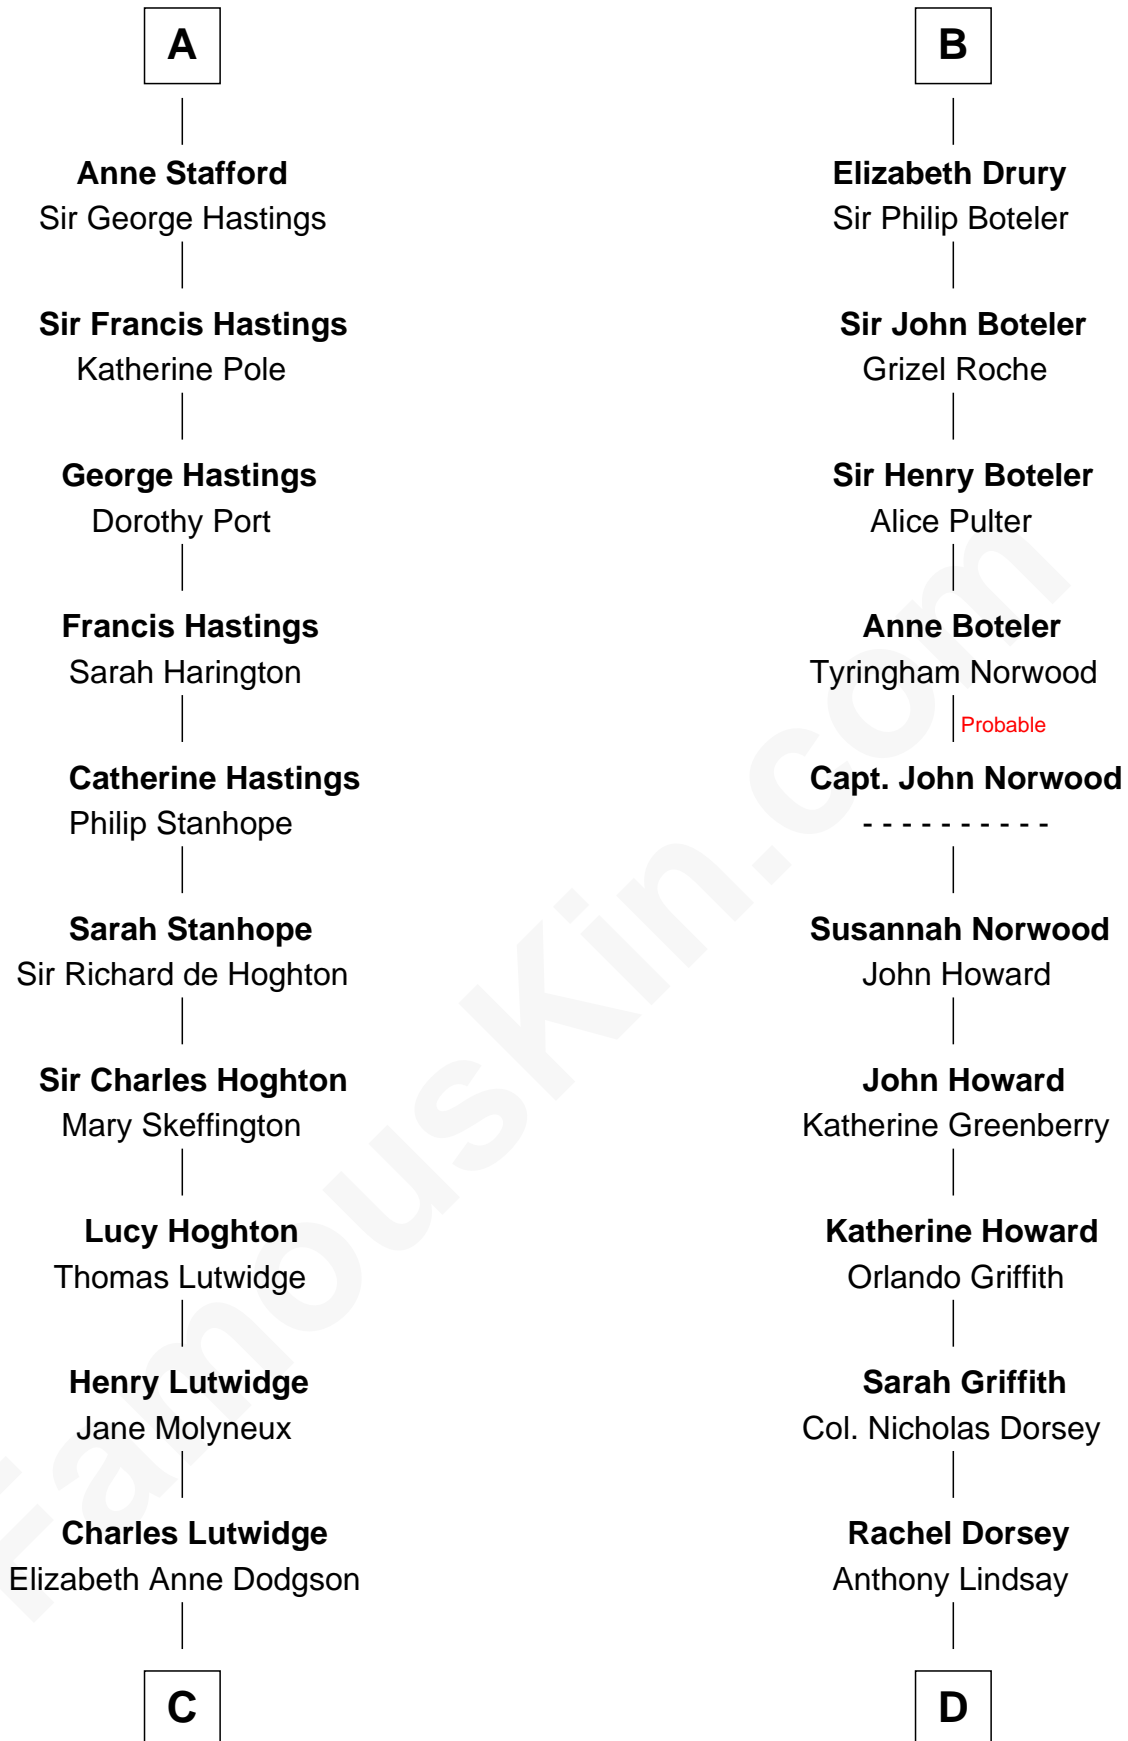 A
Anne Stafford
Sir George Hastings
Sir Francis Hastings
Katherine Pole
George Hastings
Dorothy Port
Francis Hastings
Sarah Harington
Catherine Hastings
Philip Stanhope
Sarah Stanhope
Sir Richard de Hoghton
Sir Charles Hoghton
Mary Skeffington
Lucy Hoghton
Thomas Lutwidge
Henry Lutwidge
Jane Molyneux
Charles Lutwidge
Elizabeth Anne Dodgson
C
B
Elizabeth Drury
Sir Philip Boteler
Sir John Boteler
Grizel Roche
Sir Henry Boteler
Alice Pulter
Anne Boteler
Tyringham Norwood
Probable
Capt. John Norwood
- - - - - - - - - -
Susannah Norwood
John Howard
John Howard
Katherine Greenberry
Katherine Howard
Orlando Griffith
Sarah Griffith
Col. Nicholas Dorsey
Rachel Dorsey
Anthony Lindsay
D
FamousKin.com